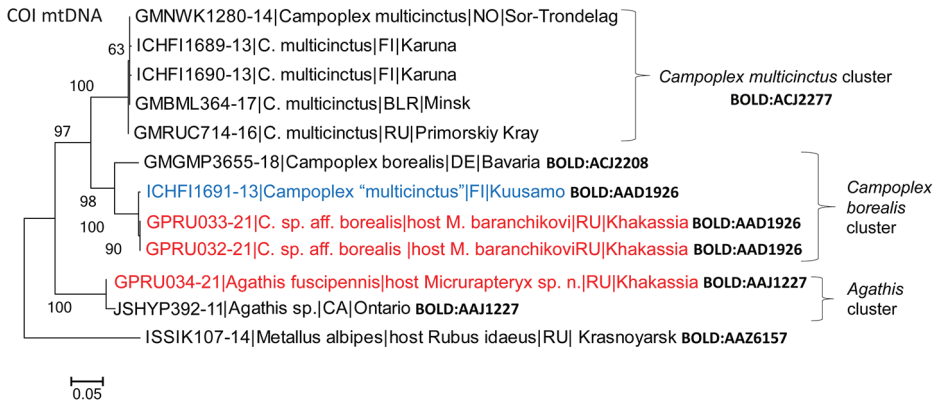 COI mtDNA
GMNWK1280-14|Campoplex multicinctus|NO|Sor-Trondelag
63
ICHFI1689-13|C. multicinctus|FI|Karuna
ICHFI1690-13|C. multicinctus|FI|Karuna
100
GMBML364-17|C. multicinctus|BLR|Minsk
GMRUC714-16|C. multicinctus|RU|Primorskiy Kray
Campoplex multicinctus cluster
BOLD:ACJ2277
97
GMGMP3655-18|Campoplex borealis|DE|Bavaria BOLD:ACJ2208
98
ICHFI1691-13|Campoplex “multicinctus”|FI|Kuusamo BOLD:AAD1926
100
GPRU033-21|C. sp. aff. borealis|host M. baranchikovi|RU|Khakassia BOLD:AAD1926
90
GPRU032-21|C. sp. aff. borealis |host M. baranchikoviRU|Khakassia BOLD:AAD1926
Campoplex
borealis
cluster
GPRU034-21|Agathis fuscipennis|host Micrurapteryx sp. n.|RU|Khakassia BOLD:AAJ1227
100
JSHYP392-11|Agathis sp.|CA|Ontario BOLD:AAJ1227
Agathis
cluster
ISSIK107-14|Metallus albipes|host Rubus idaeus|RU| Krasnoyarsk BOLD:AAZ6157
0.05